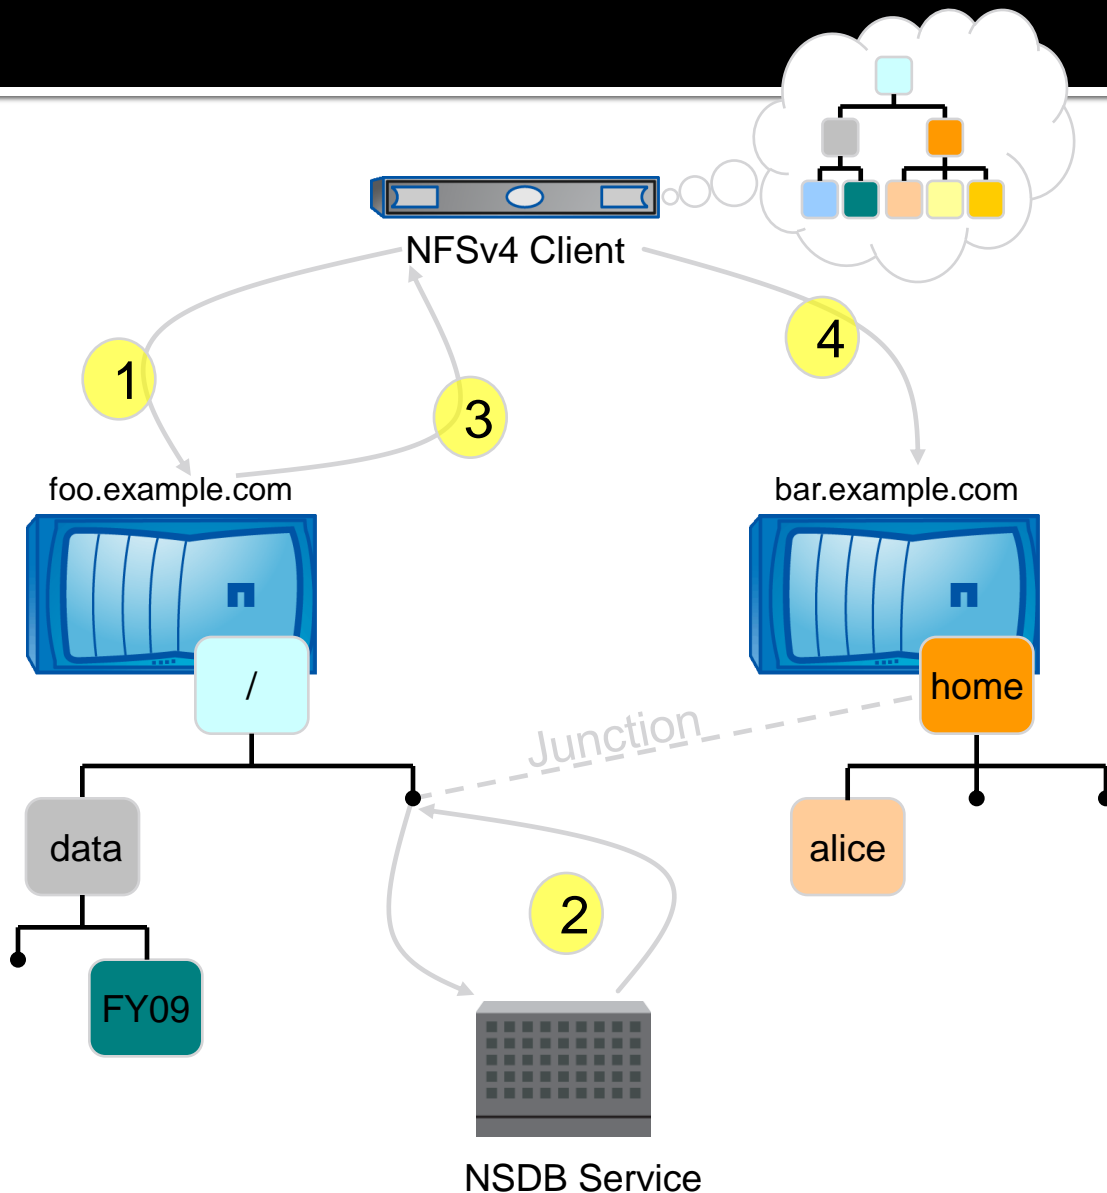 NFSv4 Client
4
1
3
foo.example.com
bar.example.com
/
home
Junction
data
alice
2
FY09
NSDB Service